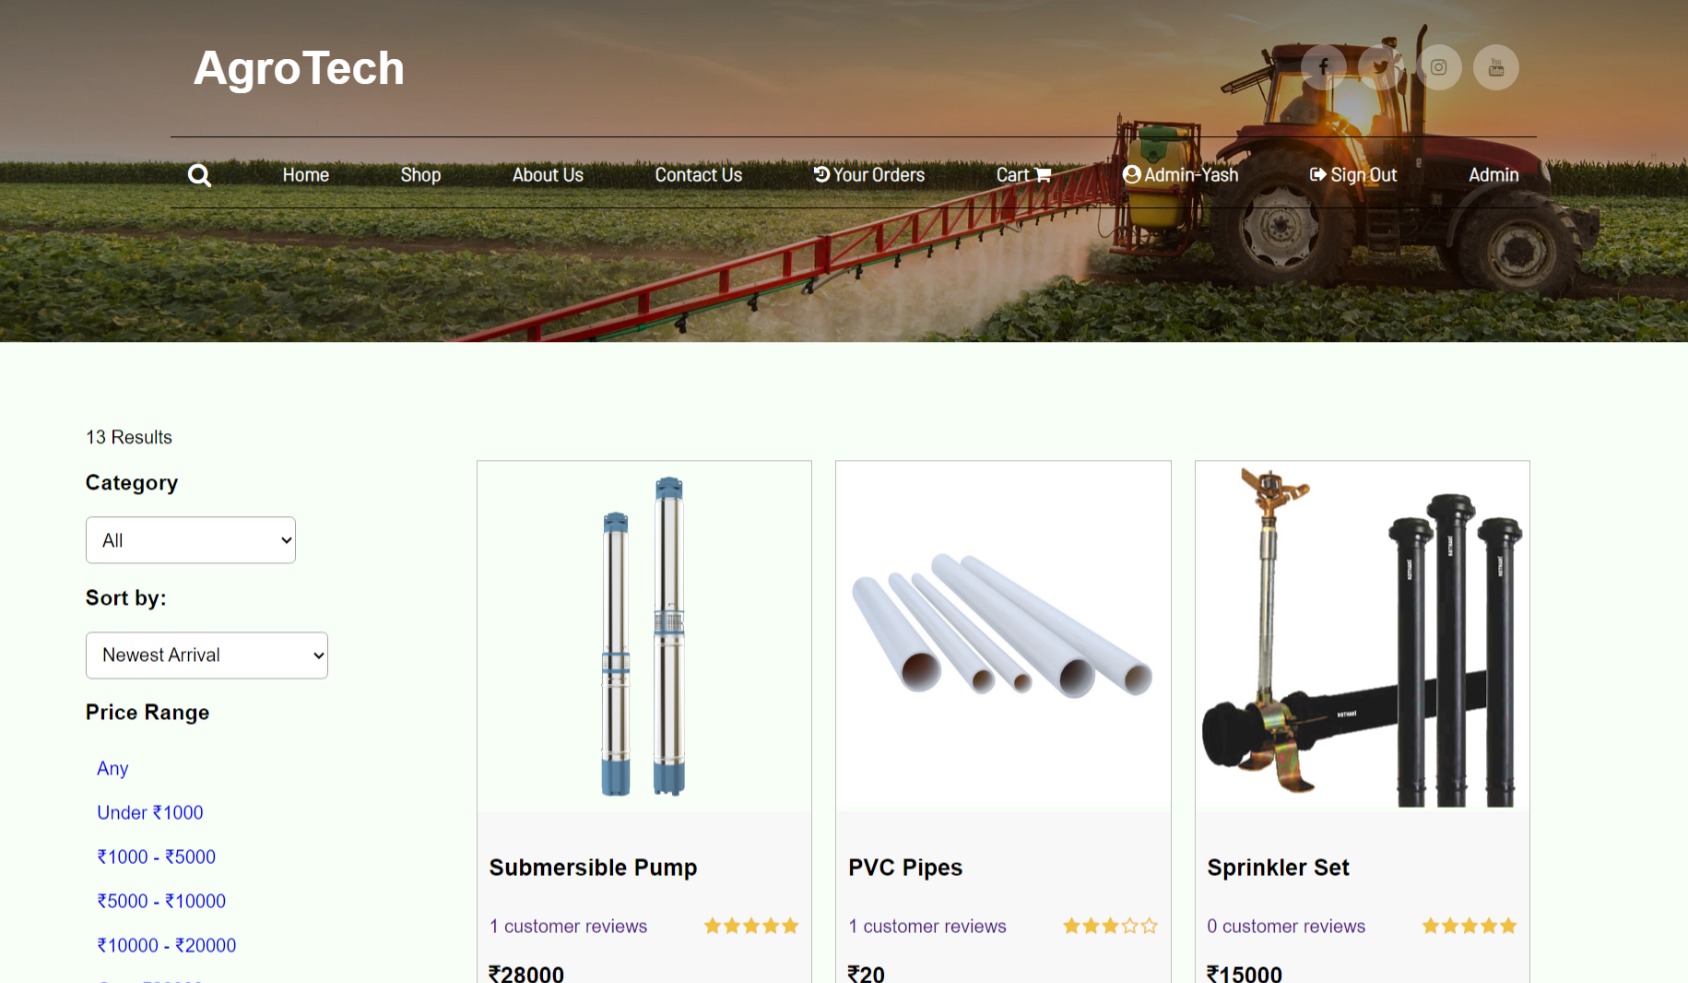 AgroTech
Home Shop About Us Contact Us Your Orders Cart Admin-Yash Sign Out Admin
13 Results
Category
All
Sort by:
Newest Arrival
Price Range
Any
Under ₹1000
₹1000 - ₹5000
₹5000 - ₹10000
₹10000 - ₹20000
Submersible Pump
1 customer reviews
₹28000
PVC Pipes
1 customer reviews
₹20
Sprinkler Set
0 customer reviews
₹15000